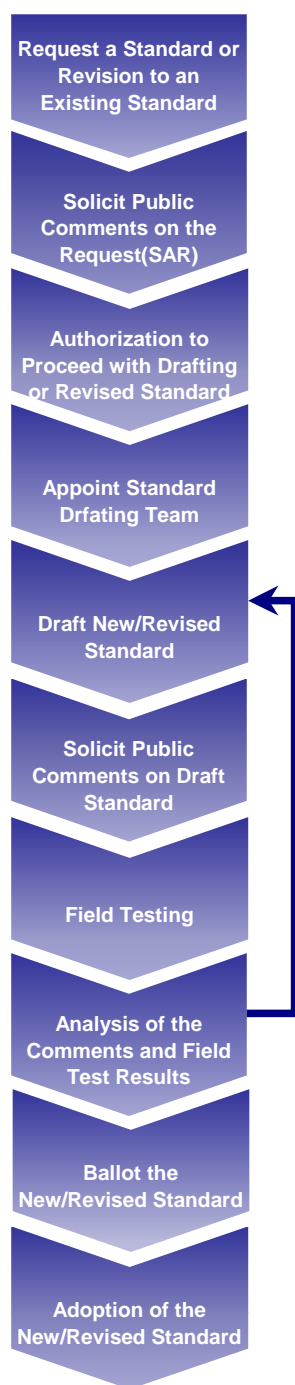 Request a Standard or
Revision to an
Existing Standard
Solicit Public
Comments on the
Request(SAR)
Authorization to
Proceed with Drafting
or Revised Standard
Appoint Standard
Drfating Team
Draft New/Revised
Standard
Solicit Public
Comments on Draft
Standard
Field Testing
Analysis of the
Comments and Field
Test Results
Ballot the
New/Revised Standard
Adoption of the
New/Revised Standard